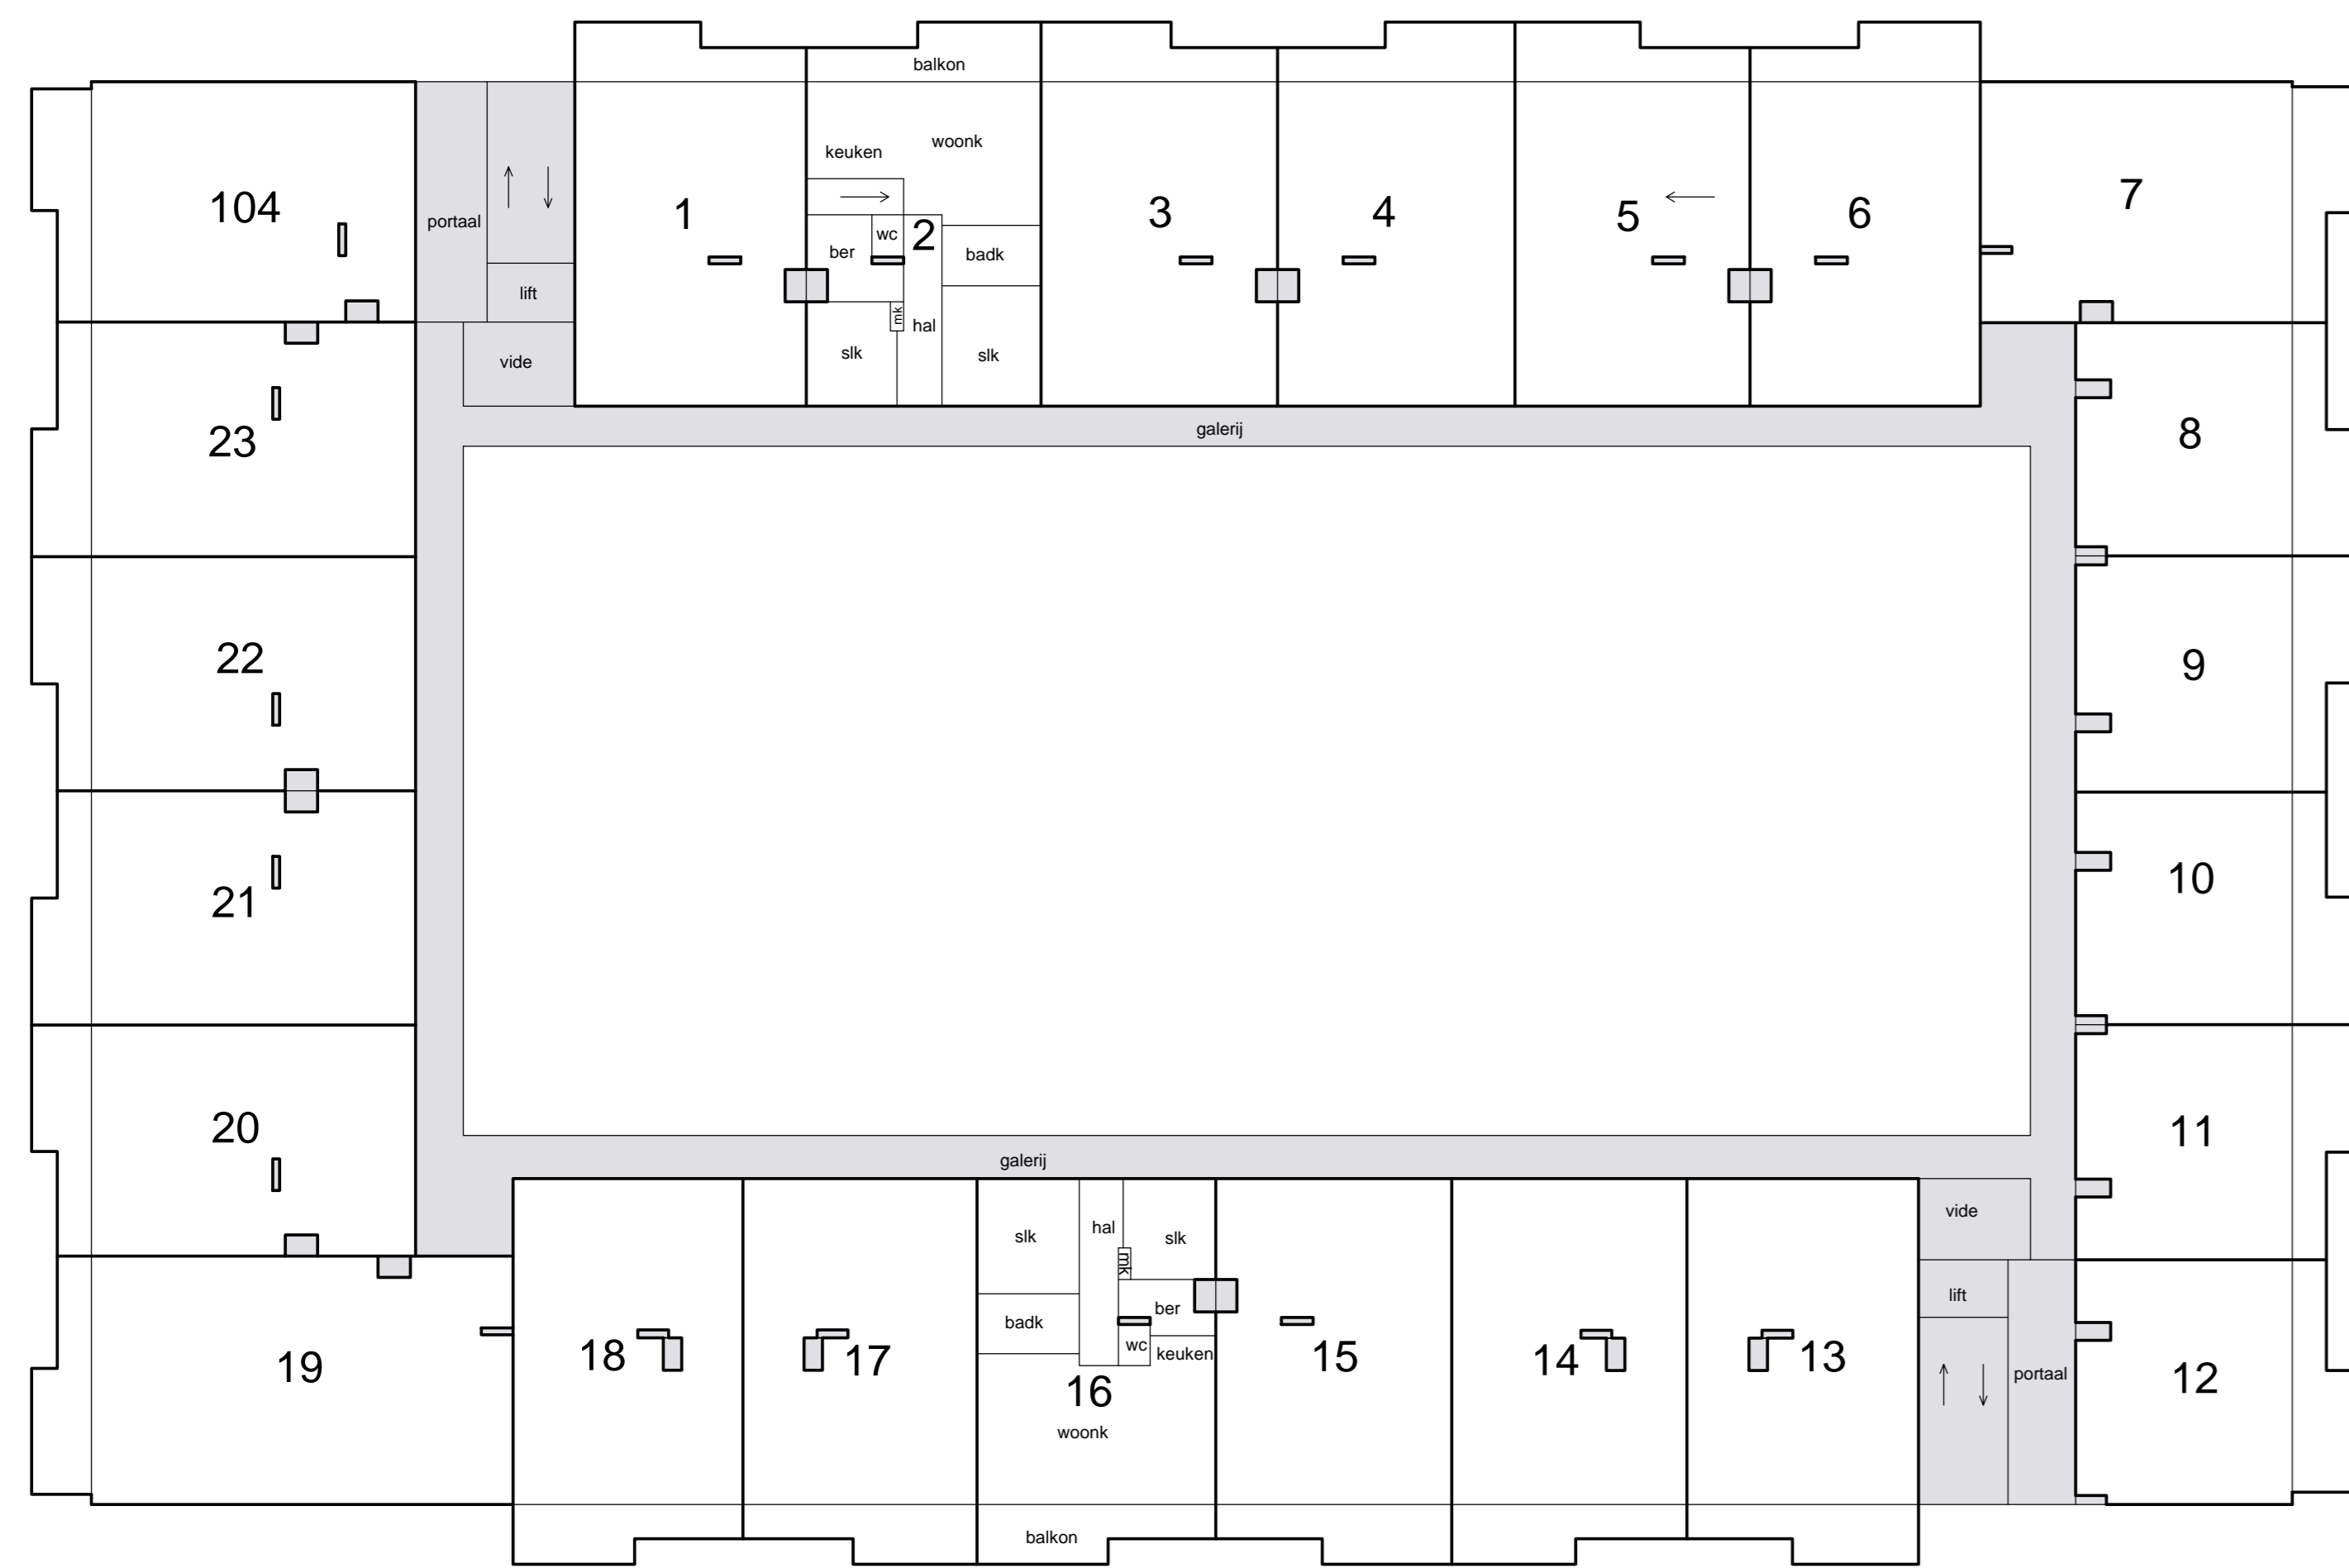 balkon
woonk
keuken
104
portaal
1
3
4
5
6
7
wc
2
ber
badk
lift
mk
hal
slk
slk
vide
galerij
23
8
22
9
21
10
20
11
galerij
slk
hal
slk
mk
vide
badk
ber
lift
wc
keuken
19
18
17
16
15
14
13
portaal
12
woonk
balkon